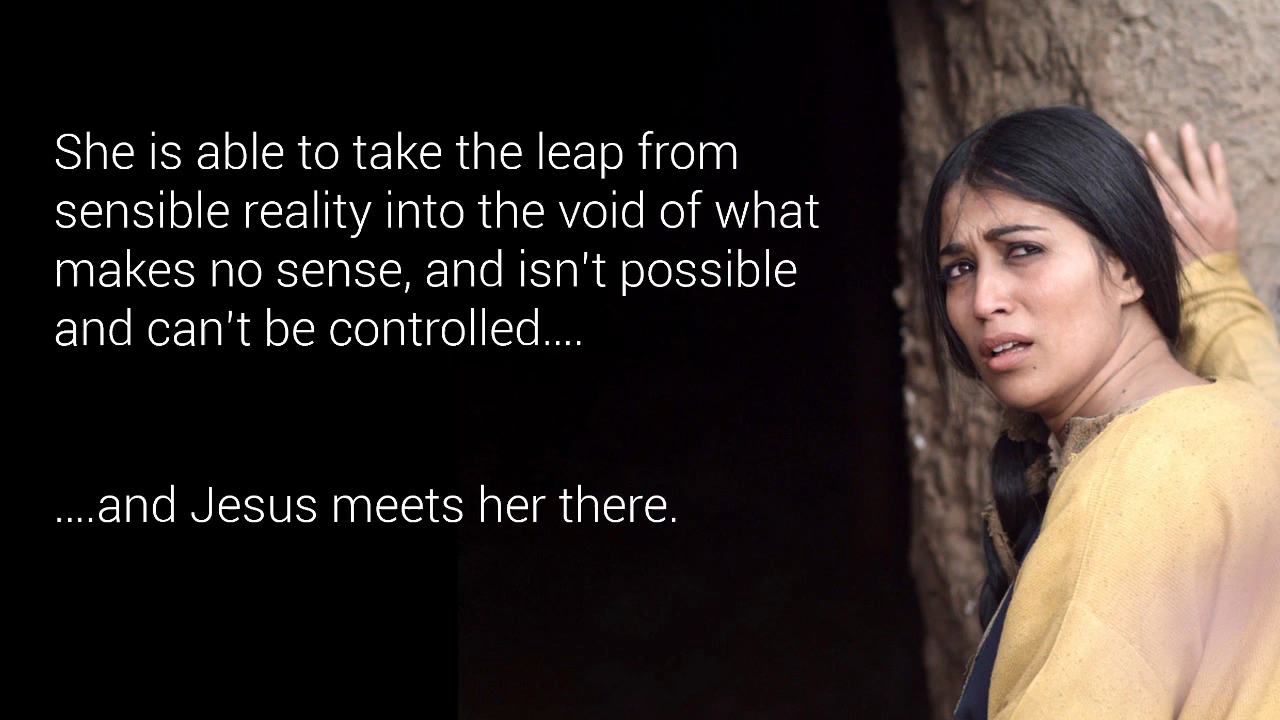 She is able to take the leap from
sensible reality into the void of what
makes no sense, and isn't possible
and can't be controlled....
....and Jesus meets her there.